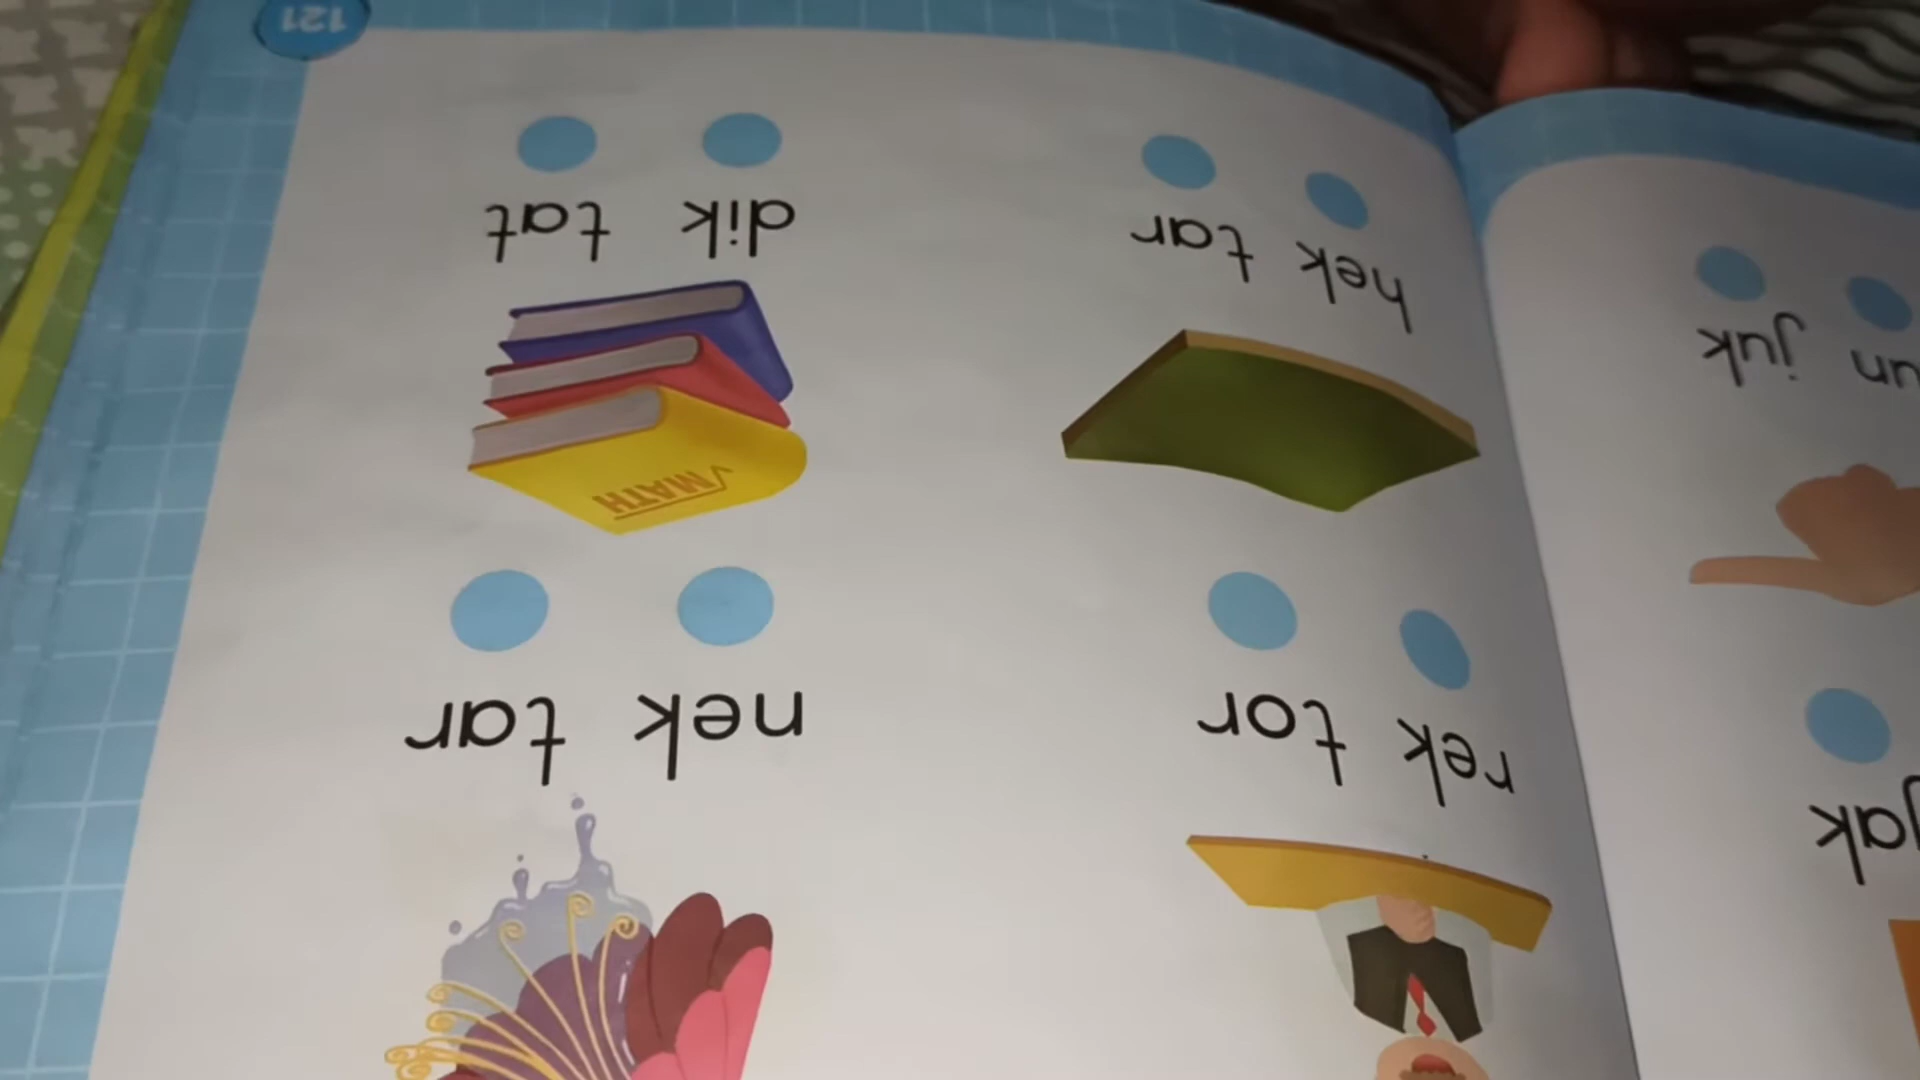 jak
un juk
rek tor
nek tar
√MATH
hek tar
dik tat
121